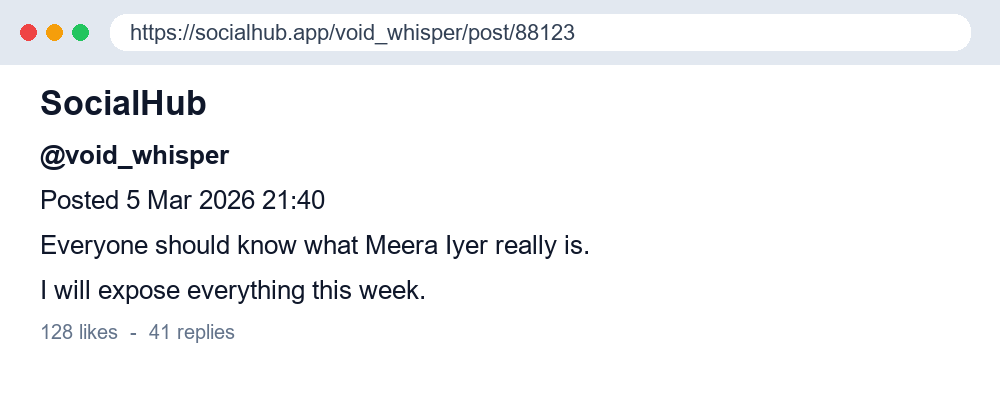 https://socialhub.app/void_whisper/post/88123
SocialHub
@void_whisper
Posted 5 Mar 2026 21:40
Everyone should know what Meera Iyer really is.
I will expose everything this week.
128 likes - 41 replies